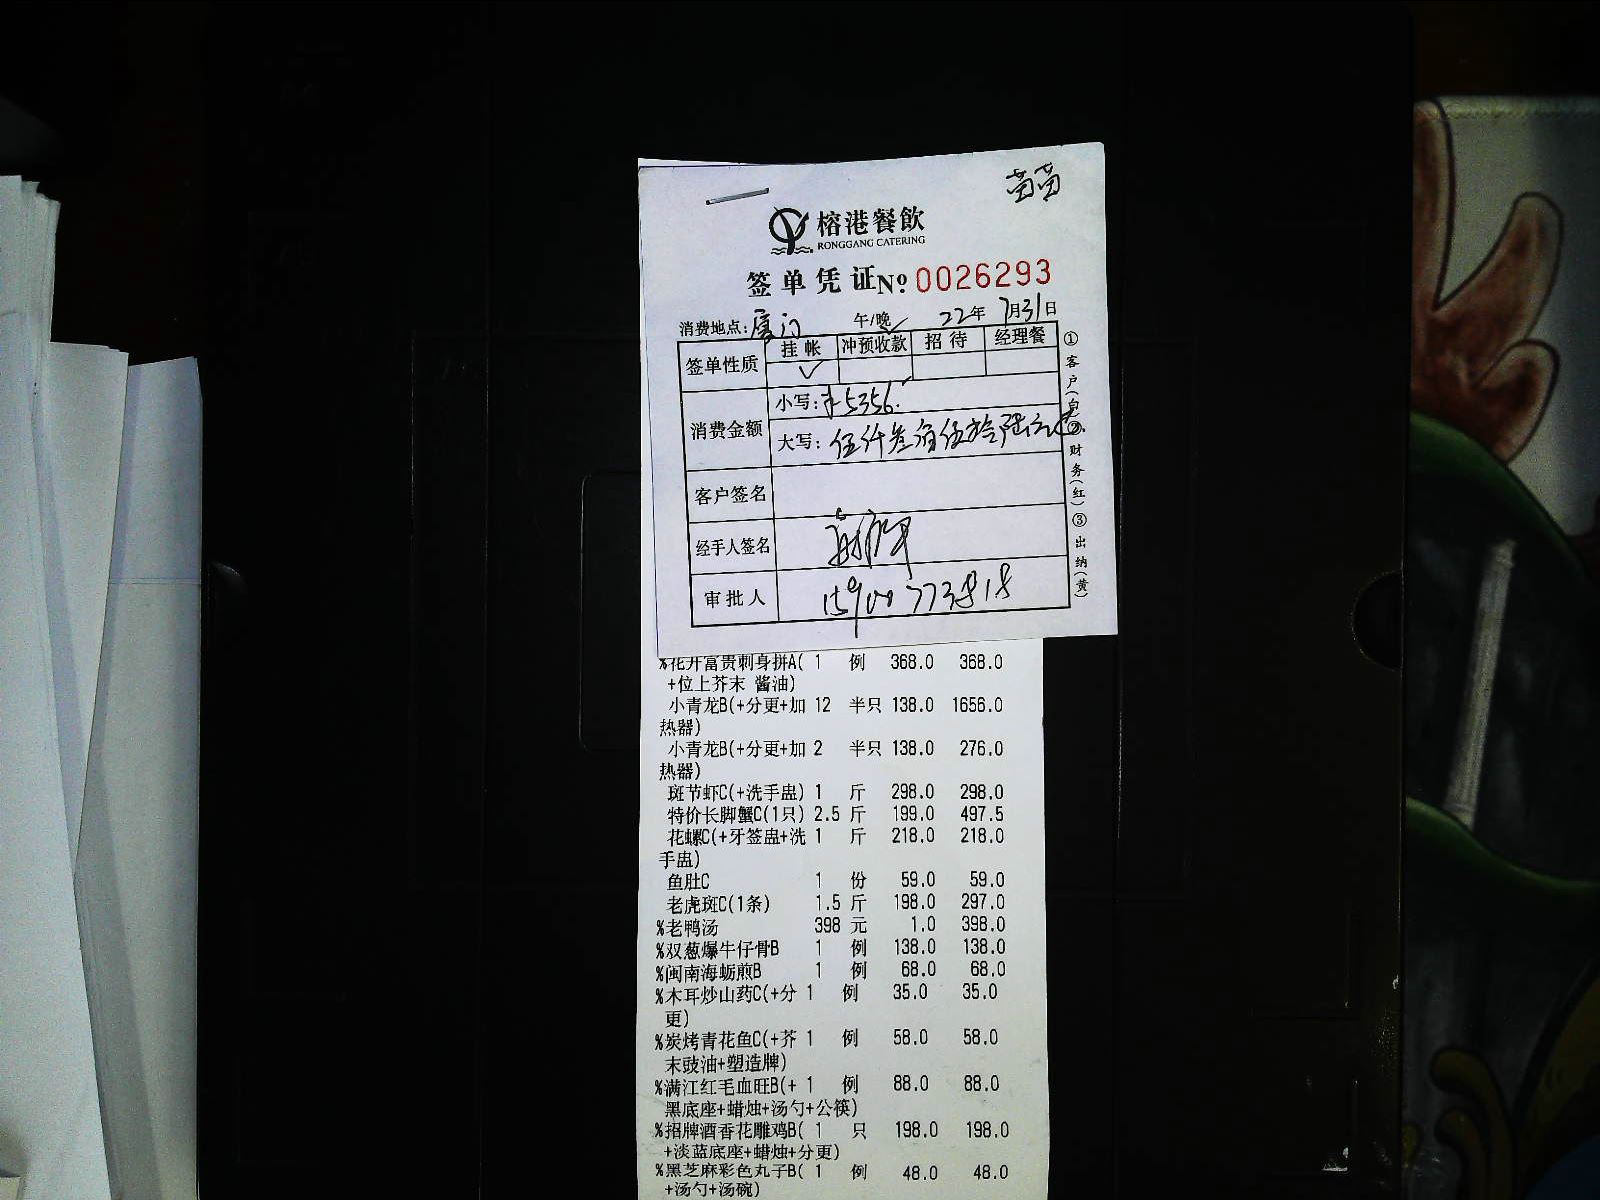 苗苗
榕港餐飲
RONGGANG CATERING
签单凭证 Nº 0026293
消费地点: 厦门 午/晚✓ 22年 7月31日
签单性质 挂帐 冲预收款 招待 经理餐
✓
消费金额 小写: ¥5356.
大写: 伍仟叁佰伍拾陆元正
客户签名
经手人签名
审批人 15900773818
①客户(白)②财务(红)③出纳(黄)
%花开富贵刺身拼A( 1 例 368.0 368.0
+位上芥末 酱油)
小青龙B(+分更+加 12 半只 138.0 1656.0
热器)
小青龙B(+分更+加 2 半只 138.0 276.0
热器)
斑节虾C(+洗手盅) 1 斤 298.0 298.0
特价长脚蟹C(1只) 2.5 斤 199.0 497.5
花螺C(+牙签盅+洗 1 斤 218.0 218.0
手盅)
鱼肚C 1 份 59.0 59.0
老虎斑C(1条) 1.5 斤 198.0 297.0
%老鸭汤 398 元 1.0 398.0
%双葱爆牛仔骨B 1 例 138.0 138.0
%闽南海蛎煎B 1 例 68.0 68.0
%木耳炒山药C(+分 1 例 35.0 35.0
更)
%炭烤青花鱼C(+芥 1 例 58.0 58.0
末豉油+塑造牌)
%满江红毛血旺B(+ 1 例 88.0 88.0
黑底座+蜡烛+汤勺+公筷)
%招牌酒香花雕鸡B( 1 只 198.0 198.0
+淡蓝底座+蜡烛+分更)
%黑芝麻彩色丸子B( 1 例 48.0 48.0
+汤勺+汤碗)